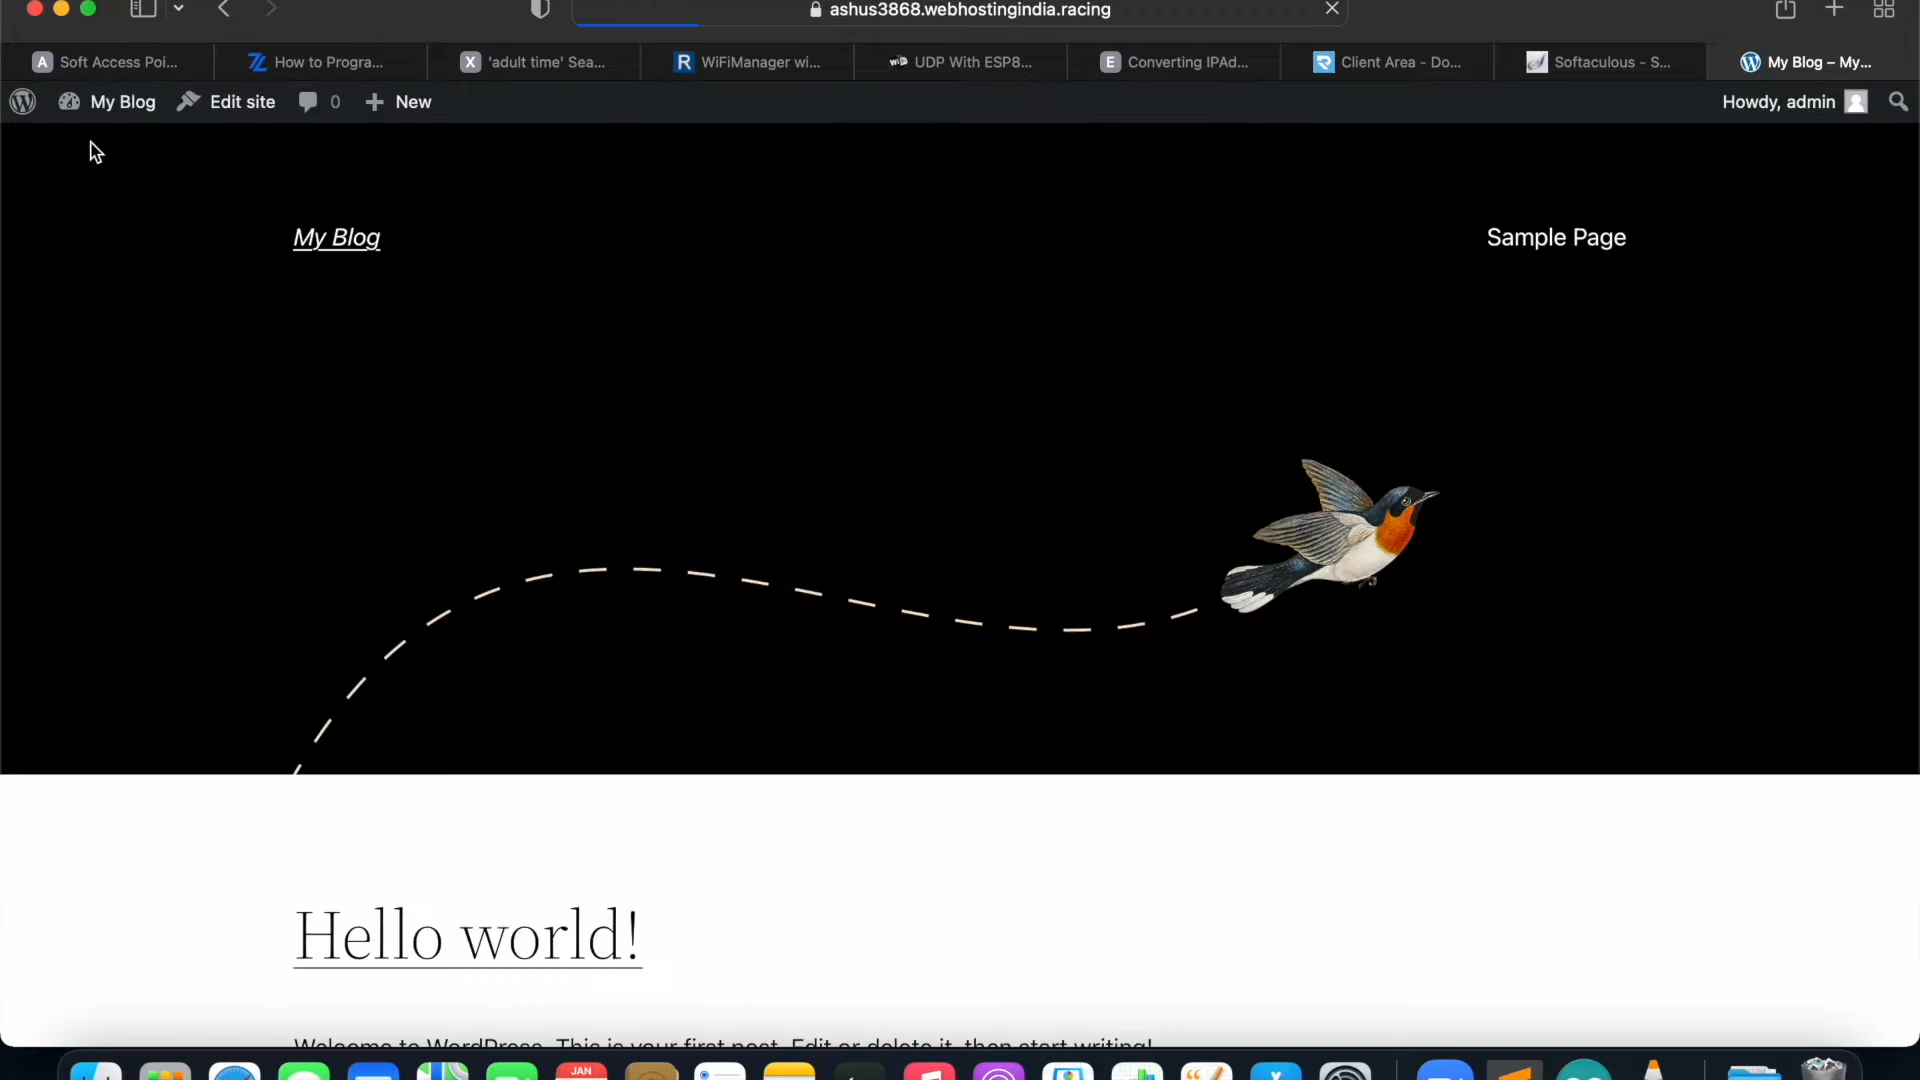 ashus3868.webhostingindia.racing
A Soft Access Poi...
How to Progra...
X 'adult time' Sea...
R WiFiManager wi...
UDP With ESP8...
E Converting IPAd...
Client Area - Do...
Softaculous - S...
My Blog – My...
My Blog
Edit site
0
New
Howdy, admin
My Blog
Sample Page
Hello world!
Welcome to WordPress. This is your first post. Edit or delete it, then start writing!
JAN